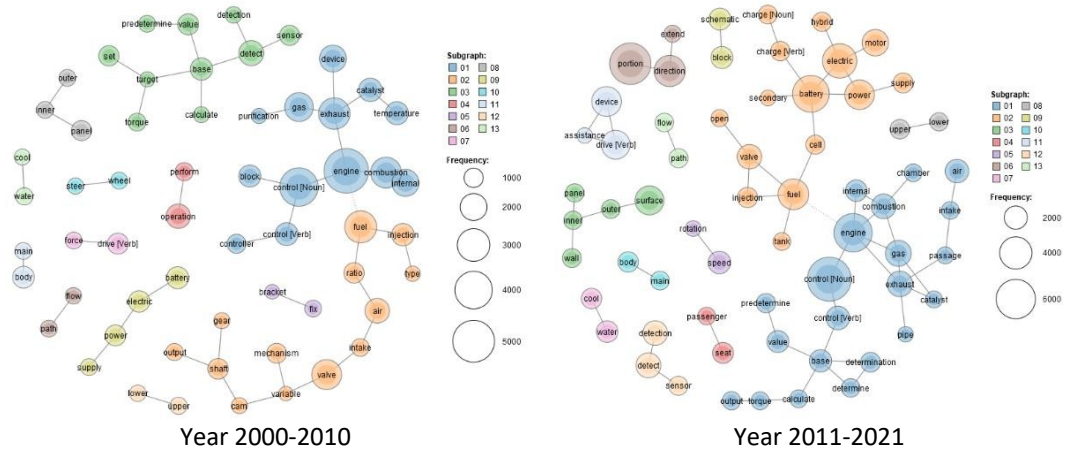 detection
predetermine value
sensor
set
detect
base
target
torque
calculate
device
catalyst
gas
purification
exhaust
temperature
outer
inner
panel
cool
water
steer wheel
perform
operation
block
control [Noun]
engine
combustion
internal
controller
control [Verb]
fuel
injection
ratio
type
force
drive [Verb]
main
body
battery
electric
flow
path
power
supply
bracket
fix
air
gear
output
mechanism
intake
shaft
valve
variable
cam
lower
upper
Subgraph:
01 08
02 09
03 10
04 11
05 12
06 13
07
Frequency:
1000
2000
3000
4000
5000
Year 2000-2010
charge [Noun]
hybrid
schematic
extend
motor
charge [Verb]
block
electric
portion
direction
supply
battery
power
secondary
device
open
flow
assistance
drive [Verb]
path
cell
valve
upper
lower
fuel
injection
chamber
air
internal
panel
surface
combustion
outer
inner
intake
rotation
engine
tank
wall
speed
gas
passage
body
main
control [Noun]
exhaust
catalyst
cool
water
predetermine
passenger
seat
control [Verb]
pipe
value
detection
detect
base
determination
sensor
determine
output torque
calculate
Subgraph:
01 08
02 09
03 10
04 11
05 12
06 13
07
Frequency:
2000
4000
6000
Year 2011-2021